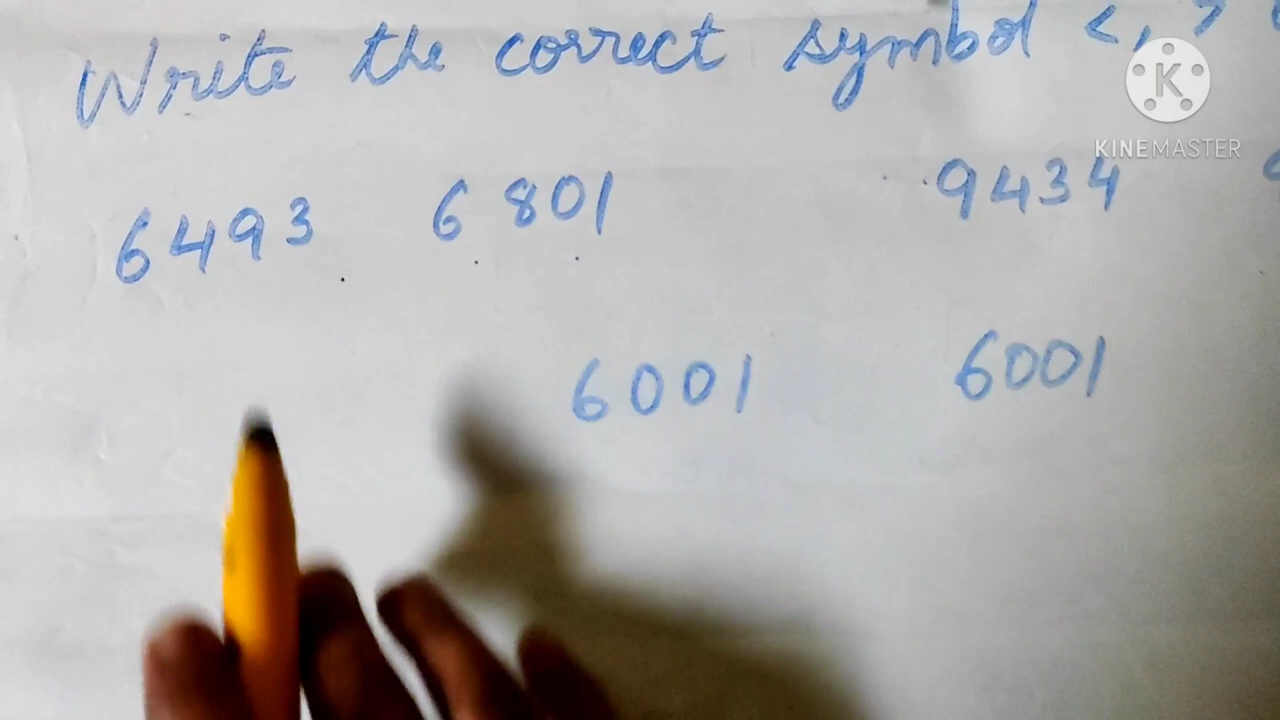 Write the correct symbol <, >
6493 6801 9434
6001 6001
KINEMASTER